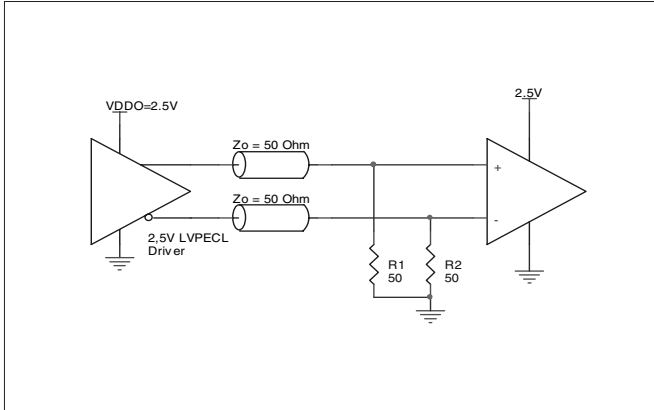 VDDO=2.5V
2.5V
Zo = 50 Ohm
+
Zo = 50 Ohm
-
2,5V LVPECL
Driver
R1
50
R2
50